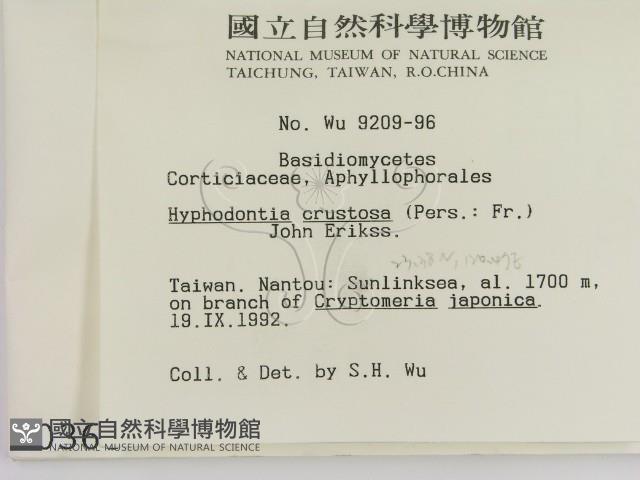 國立自然科學博物館
NATIONAL MUSEUM OF NATURAL SCIENCE
TAICHUNG, TAIWAN, R.O.CHINA
No. Wu 9209-96
Basidiomycetes
Corticiaceae, Aphyllophorales
Hyphodontia crustosa (Pers.: Fr.)
John Erikss.
Taiwan. Nantou: Sunlinksea, al. 1700 m,
on branch of Cryptomeria japonica.
19.IX.1992.
Coll. & Det. by S.H. Wu
036
國立自然科學博物館
NATIONAL MUSEUM OF NATURAL SCIENCE